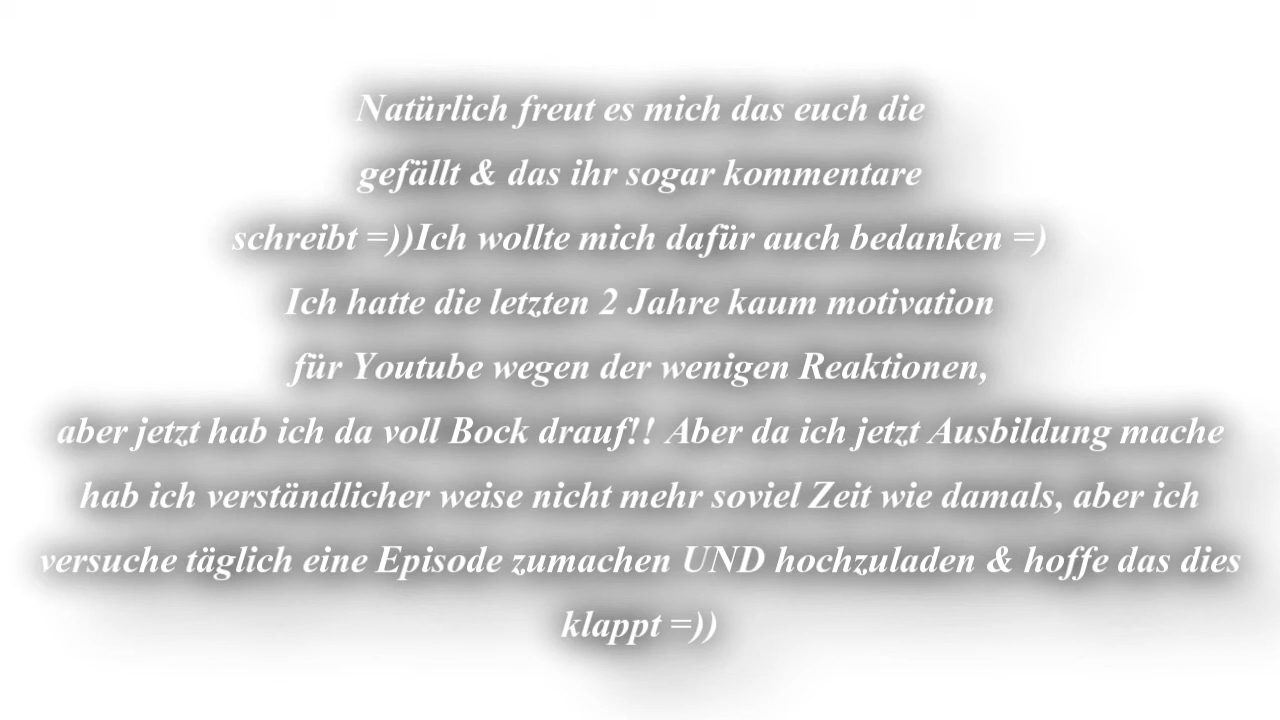 Natürlich freut es mich das euch die
gefällt & das ihr sogar kommentare
schreibt =))Ich wollte mich dafür auch bedanken =)
Ich hatte die letzten 2 Jahre kaum motivation
für Youtube wegen der wenigen Reaktionen,
aber jetzt hab ich da voll Bock drauf!! Aber da ich jetzt Ausbildung mache
hab ich verständlicher weise nicht mehr soviel Zeit wie damals, aber ich
versuche täglich eine Episode zumachen UND hochzuladen & hoffe das dies
klappt =))